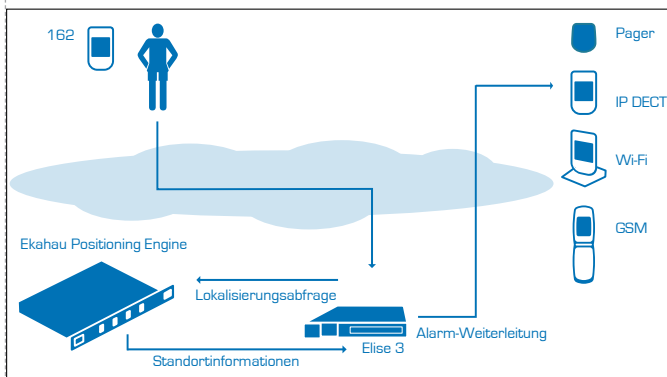 162
Pager
IP DECT
Wi-Fi
GSM
Ekahau Positioning Engine
Lokalisierungsabfrage
Elise 3
Alarm-Weiterleitung
Standortinformationen